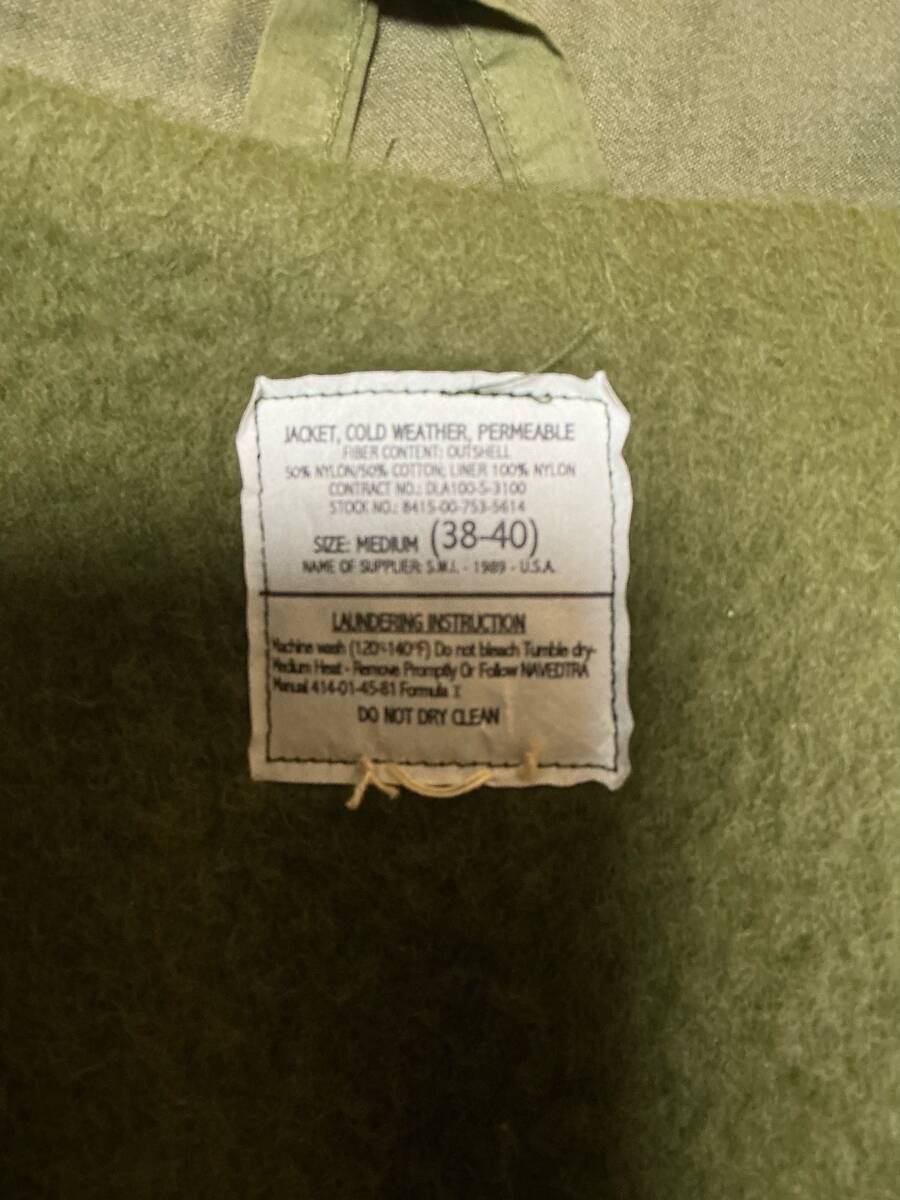 JACKET, COLD WEATHER, PERMEABLE
FIBER CONTENT: OUTSHELL
50% NYLON/50% COTTON; LINER 100% NYLON
CONTRACT NO.: DLA100-S-3100
STOCK NO.: 8415-00-753-5614
SIZE: MEDIUM (38-40)
NAME OF SUPPLIER: S.W.I. - 1989 - U.S.A.
LAUNDERING INSTRUCTION
Machine wash (120°-140°F) Do not bleach Tumble dry-
Medium Heat - Remove Promptly Or Follow NAVEDTRA
Manual 414-01-45-81 Formula I
DO NOT DRY CLEAN